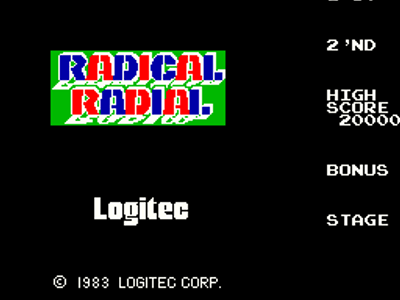 RADICAL
RADIAL
Logitec
© 1983 LOGITEC CORP.
2'ND
HIGH
SCORE
20000
BONUS
STAGE